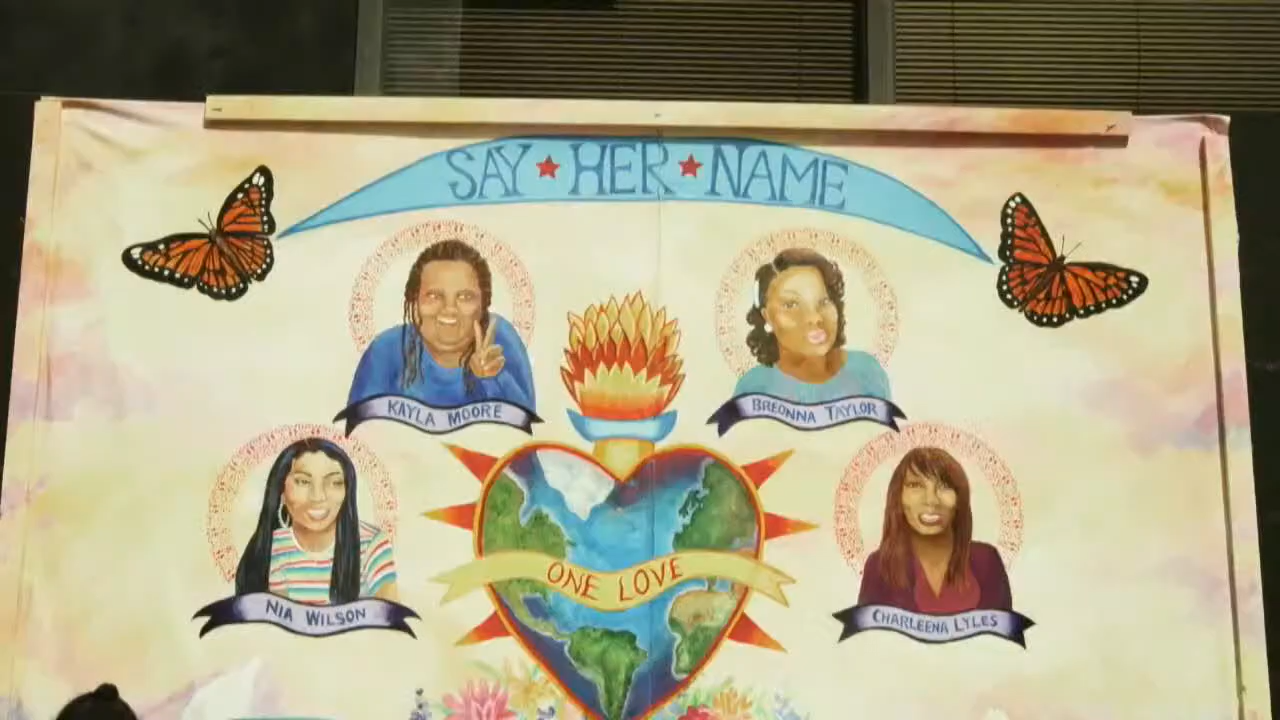 SAY ★ HER ★ NAME
KAYLA MOORE
BREONNA TAYLOR
NIA WILSON
ONE LOVE
CHARLEENA LYLES